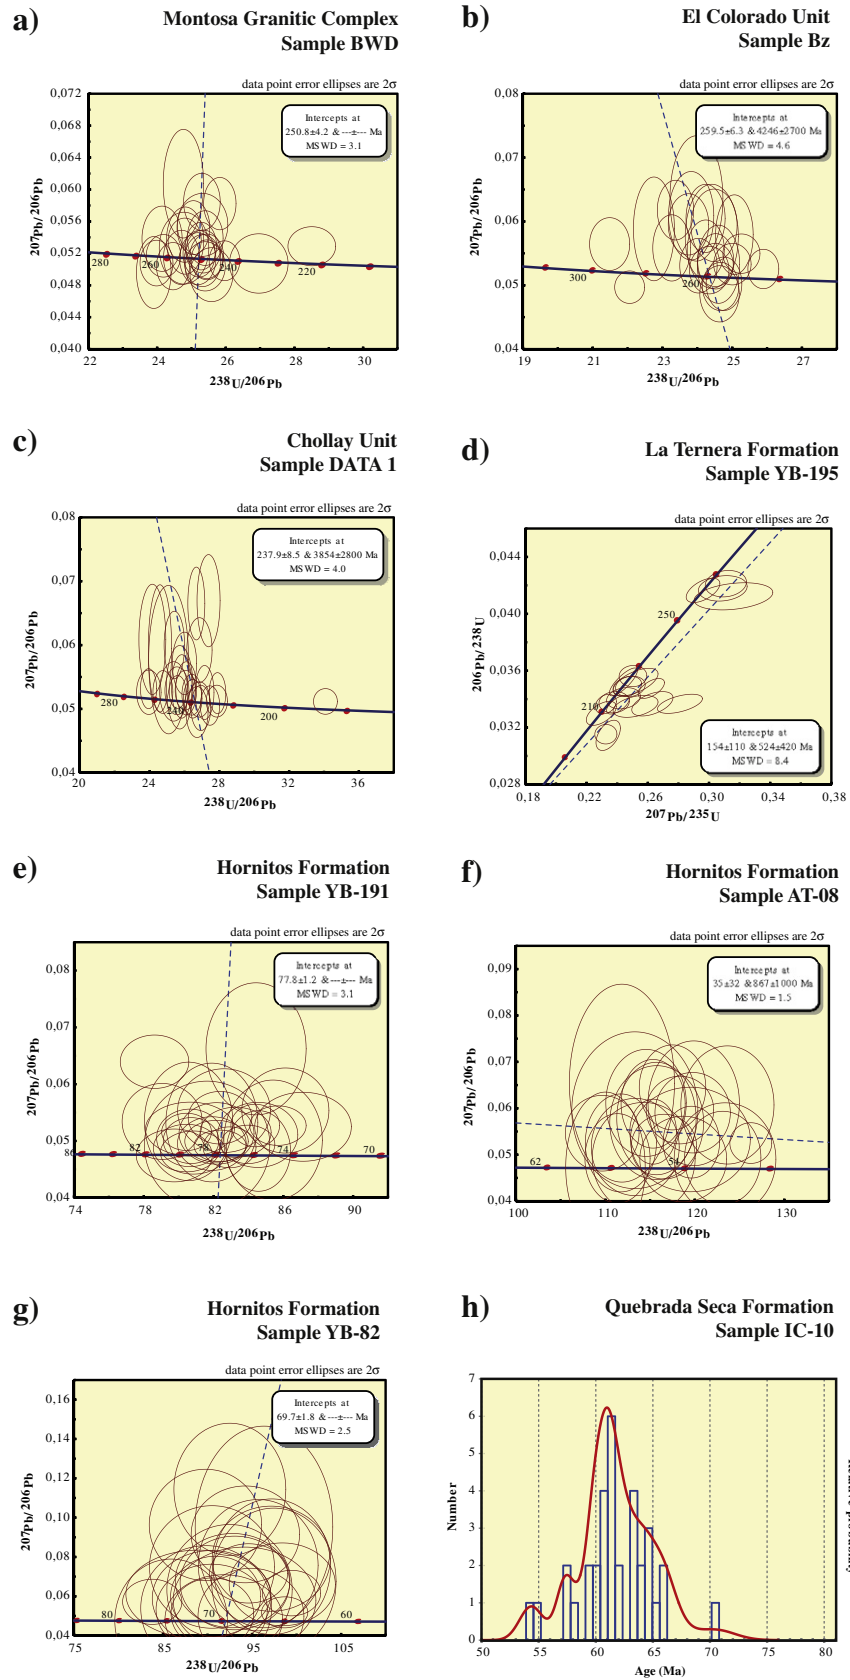 a)
Montosa Granitic Complex
Sample BWD
data point error ellipses are 2σ
0,072
0,068
0,064
0,060
0,056
0,052
0,048
0,044
0,040
207Pb/206Pb
Intercepts at
250.8±4.2 & ---±--- Ma
MSWD = 3.1
280
260
240
220
22
24
26
28
30
238U/206Pb
b)
El Colorado Unit
Sample Bz
data point error ellipses are 2σ
0,08
0,07
0,06
0,05
0,04
207Pb/206Pb
Intercepts at
259.5±6.3 & 4246±2700 Ma
MSWD = 4.6
300
260
19
21
23
25
27
238U/206Pb
c)
Chollay Unit
Sample DATA 1
data point error ellipses are 2σ
0,08
0,07
0,06
0,05
0,04
207Pb/206Pb
Intercepts at
237.9±8.5 & 3854±2800 Ma
MSWD = 4.0
280
240
200
20
24
28
32
36
238U/206Pb
d)
La Ternera Formation
Sample YB-195
data point error ellipses are 2σ
0,044
0,040
0,036
0,032
0,028
206Pb/238U
250
210
Intercepts at
154±110 & 524±420 Ma
MSWD = 8.4
0,18
0,22
0,26
0,30
0,34
0,38
207Pb/235U
e)
Hornitos Formation
Sample YB-191
data point error ellipses are 2σ
0,08
0,07
0,06
0,05
0,04
207Pb/206Pb
Intercepts at
77.8±1.2 & ---±--- Ma
MSWD = 3.1
86
82
78
74
70
74
78
82
86
90
238U/206Pb
f)
Hornitos Formation
Sample AT-08
data point error ellipses are 2σ
0,09
0,08
0,07
0,06
0,05
0,04
207Pb/206Pb
Intercepts at
35±32 & 867±1000 Ma
MSWD = 1.5
62
54
100
110
120
130
238U/206Pb
g)
Hornitos Formation
Sample YB-82
data point error ellipses are 2σ
0,16
0,14
0,12
0,10
0,08
0,06
0,04
207Pb/206Pb
Intercepts at
69.7±1.8 & ---±--- Ma
MSWD = 2.5
80
70
60
75
85
95
105
238U/206Pb
h)
Quebrada Seca Formation
Sample IC-10
7
6
5
4
3
2
1
0
Number
50
55
60
65
70
75
80
Age (Ma)